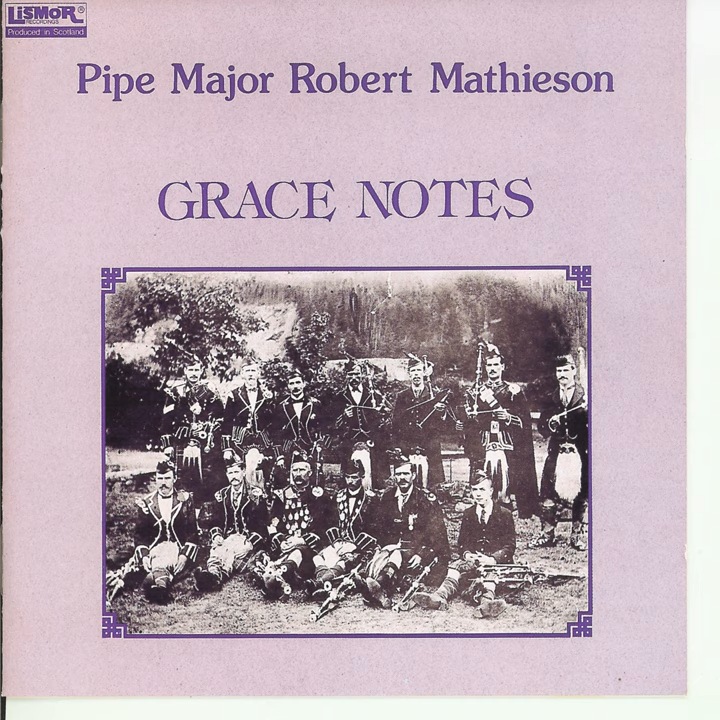 LISMOR®
RECORDINGS
Produced in Scotland
Pipe Major Robert Mathieson
GRACE NOTES